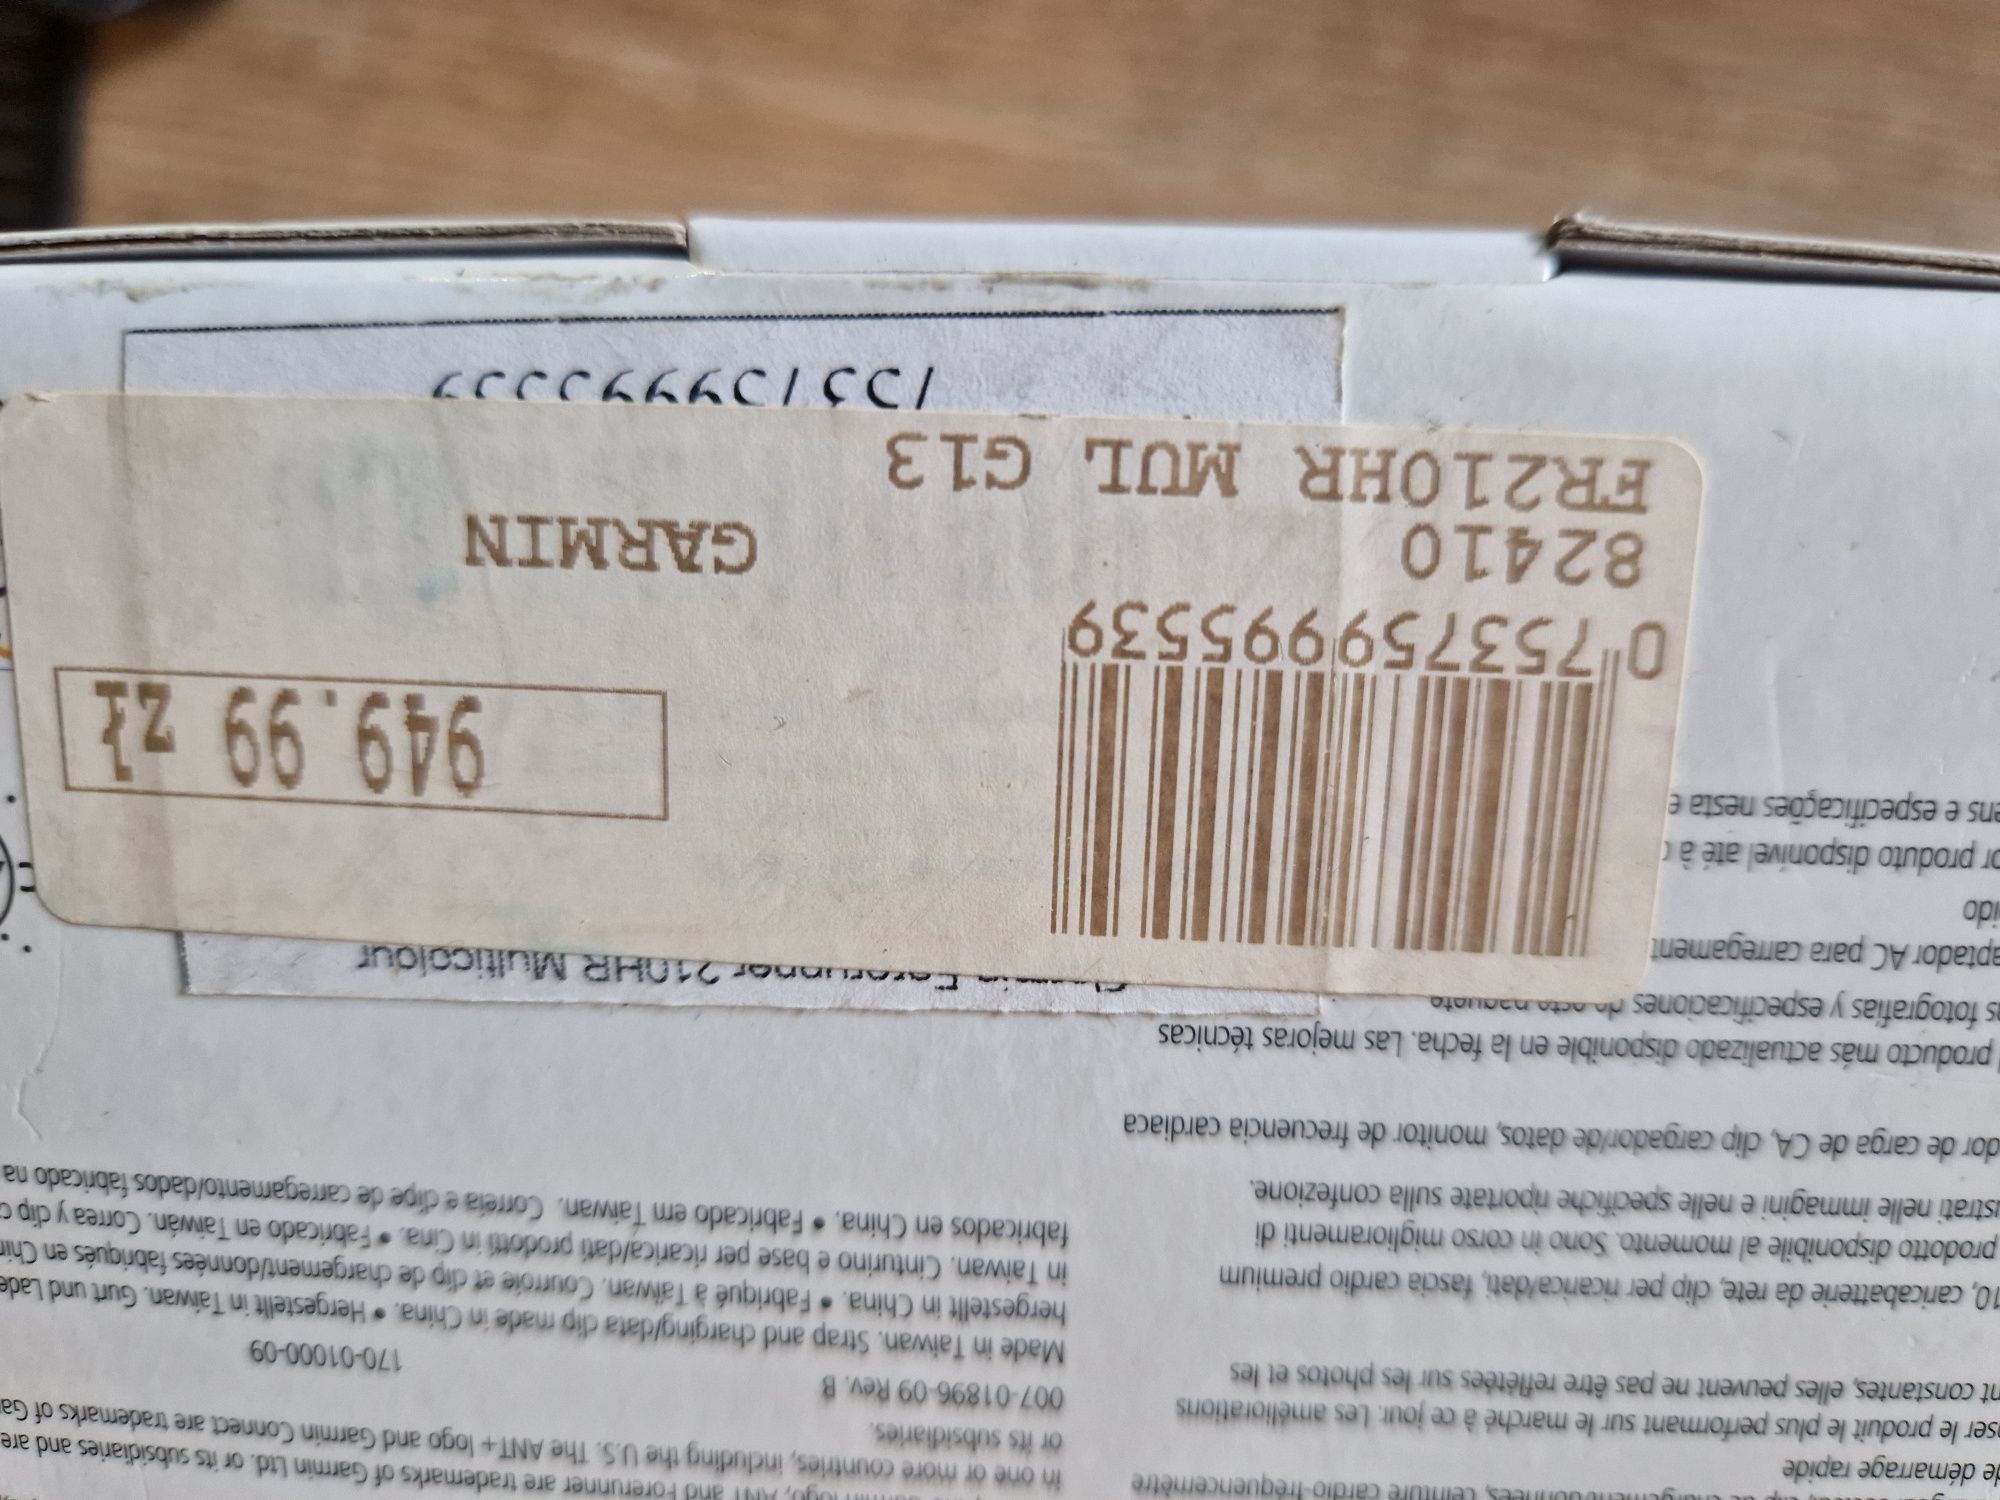 ceinture cardio-fréquencemètre
démarrage rapide
le produit le plus performant sur le marché à ce jour. Les améliorations
constantes, elles peuvent ne pas être reflétées sur les photos et les
10, caricabatterie da rete, clip per ricarica/dati, fascia cardio premium
prodotto disponibile al momento. Sono in corso miglioramenti di
strati nelle immagini e nelle specifiche riportate sulla confezione.
dor de carga de CA, clip cargador/de datos, monitor de frecuencia cardiaca
producto más actualizado disponible en la fecha. Las mejoras técnicas
fotografías y especificaciones de este paquete
aptador AC para carregament
ido
or produto disponível até à
ens e especificações nesta e
and Forerunner are trademarks of Garmin Ltd. or its subsidiaries and are
in one or more countries, including the U.S. The ANT+ logo and Garmin Connect are trademarks of Ga
or its subsidiaries.
007-01896-09 Rev. B 170-01000-09
Made in Taiwan. Strap and charging/data clip made in China. • Hergestellt in Taiwan. Gurt und Lade
hergestellt in China. • Fabriqué à Taïwan. Courroie et clip de chargement/données fabriqués en Chin
in Taiwan. Cinturino e base per ricarica/dati prodotti in Cina. • Fabricado en Taiwán. Correa y clip
fabricados en China. • Fabricado em Taiwan. Correia e clipe de carregamento/dados fabricado na
Forerunner 210HR Multicolour
949.99 zł
0 753759 995539
82410 GARMIN
FR210HR MUL G13
753759995539